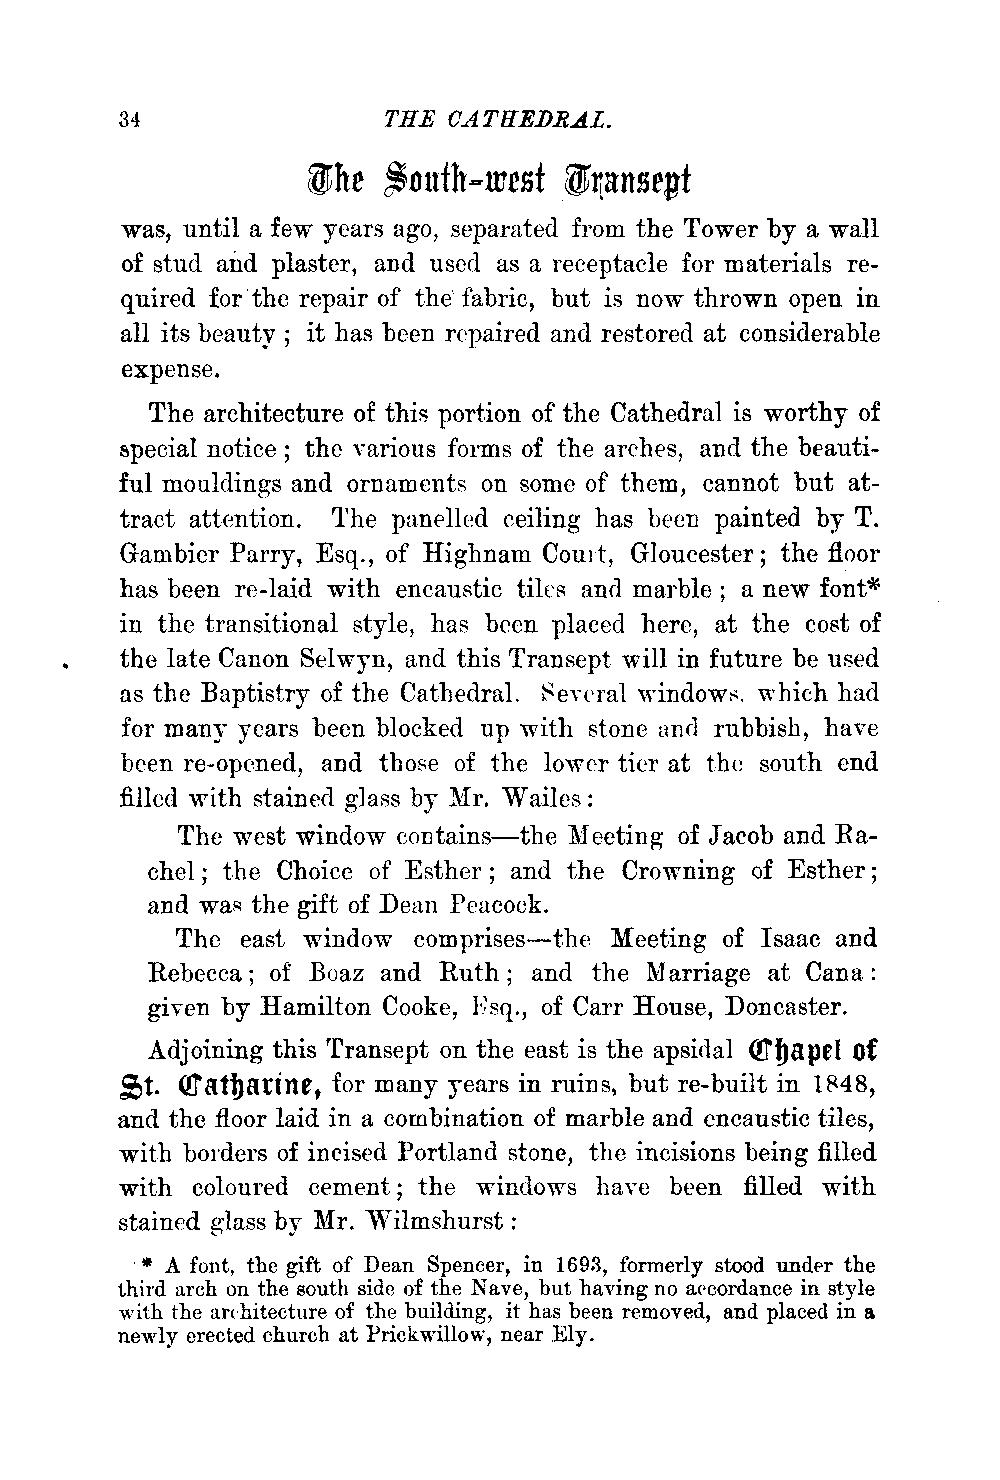 34 THE CATHEDRAL.
The South-west Transept
was, until a few years ago, separated from the Tower by a wall
of stud and plaster, and used as a receptacle for materials re-
quired for the repair of the fabric, but is now thrown open in
all its beauty ; it has been repaired and restored at considerable
expense.
The architecture of this portion of the Cathedral is worthy of
special notice ; the various forms of the arches, and the beauti-
ful mouldings and ornaments on some of them, cannot but at-
tract attention. The panelled ceiling has been painted by T.
Gambier Parry, Esq., of Highnam Court, Gloucester ; the floor
has been re-laid with encaustic tiles and marble ; a new font*
in the transitional style, has been placed here, at the cost of
the late Canon Selwyn, and this Transept will in future be used
as the Baptistry of the Cathedral. Several windows, which had
for many years been blocked up with stone and rubbish, have
been re-opened, and those of the lower tier at the south end
filled with stained glass by Mr. Wailes :
The west window contains—the Meeting of Jacob and Ra-
chel ; the Choice of Esther ; and the Crowning of Esther ;
and was the gift of Dean Peacock.
The east window comprises—the Meeting of Isaac and
Rebecca ; of Boaz and Ruth ; and the Marriage at Cana :
given by Hamilton Cooke, Esq., of Carr House, Doncaster.
Adjoining this Transept on the east is the apsidal Chapel of
St. Catharine, for many years in ruins, but re-built in 1848,
and the floor laid in a combination of marble and encaustic tiles,
with borders of incised Portland stone, the incisions being filled
with coloured cement ; the windows have been filled with
stained glass by Mr. Wilmshurst :
* A font, the gift of Dean Spencer, in 1693, formerly stood under the
third arch on the south side of the Nave, but having no accordance in style
with the architecture of the building, it has been removed, and placed in a
newly erected church at Prickwillow, near Ely.